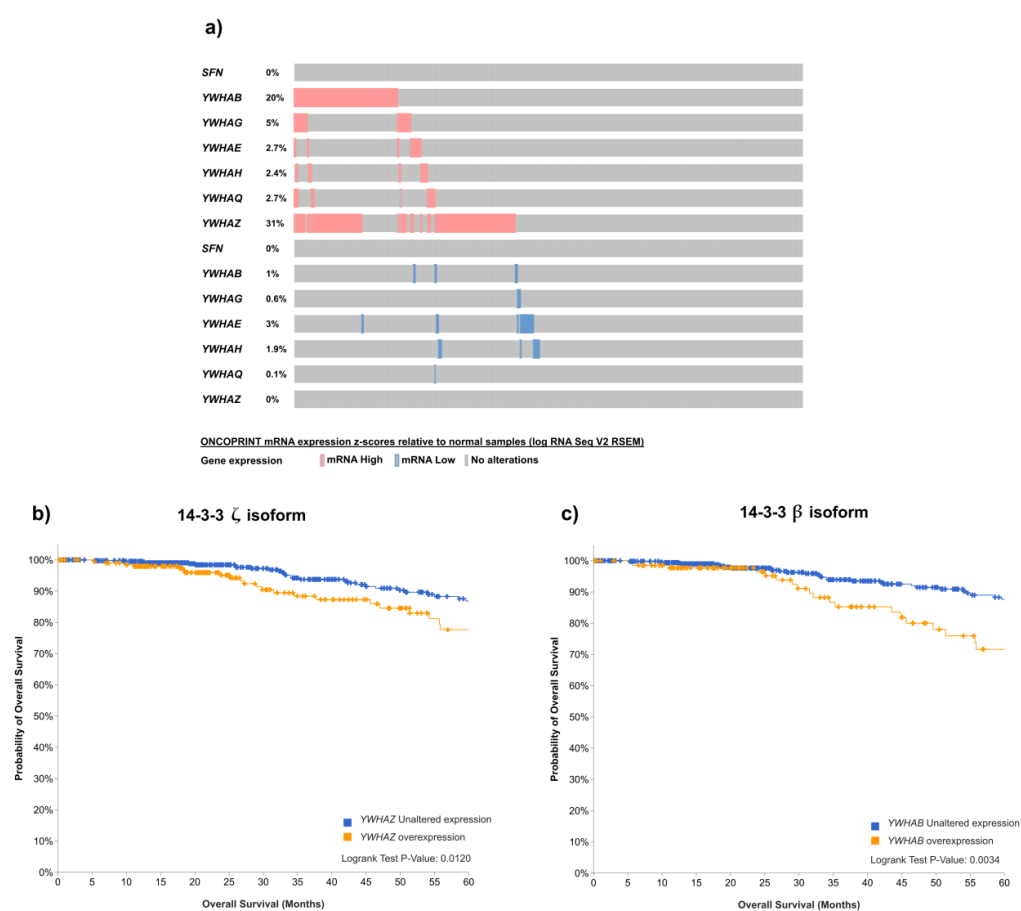 a)
SFN 0%
YWHAB 20%
YWHAG 5%
YWHAE 2.7%
YWHAH 2.4%
YWHAQ 2.7%
YWHAZ 31%
SFN 0%
YWHAB 1%
YWHAG 0.6%
YWHAE 3%
YWHAH 1.9%
YWHAQ 0.1%
YWHAZ 0%
ONCOPRINT mRNA expression z-scores relative to normal samples (log RNA Seq V2 RSEM)
Gene expression mRNA High mRNA Low No alterations
b)
14-3-3 ζ isoform
Probability of Overall Survival
100%
90%
80%
70%
60%
50%
40%
30%
20%
10%
0%
YWHAZ Unaltered expression
YWHAZ overexpression
Logrank Test P-Value: 0.0120
0 5 10 15 20 25 30 35 40 45 50 55 60
Overall Survival (Months)
c)
14-3-3 β isoform
Probability of Overall Survival
100%
90%
80%
70%
60%
50%
40%
30%
20%
10%
0%
YWHAB Unaltered expression
YWHAB overexpression
Logrank Test P-Value: 0.0034
0 5 10 15 20 25 30 35 40 45 50 55 60
Overall Survival (Months)